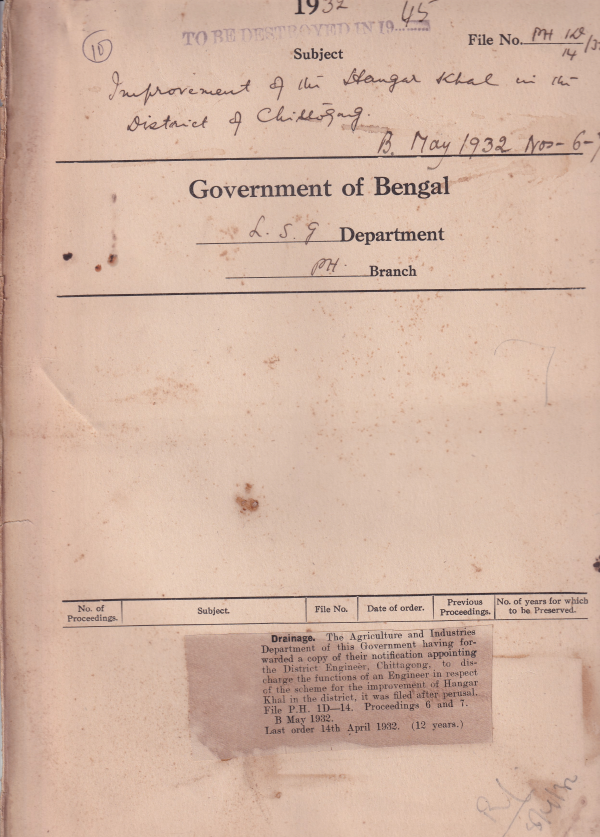 1932
45
TO BE DESTROYED IN 19
10
Subject
File No. PH 1D/14 /3
Improvement of the Hangar Khal in the
District of Chittagong.
B. May 1932 Nos- 6-7
Government of Bengal
L. S. G Department
PH. Branch
No. of Proceedings.
Subject.
File No.
Date of order.
Previous Proceedings.
No. of years for which to be Preserved.
Drainage. The Agriculture and Industries
Department of this Government having for-
warded a copy of their notification appointing
the District Engineer, Chittagong, to dis-
charge the functions of an Engineer in respect
of the scheme for the improvement of Hangar
Khal in the district, it was filed after perusal.
File P.H. 1D—14. Proceedings 6 and 7.
B May 1932.
Last order 14th April 1932. (12 years.)